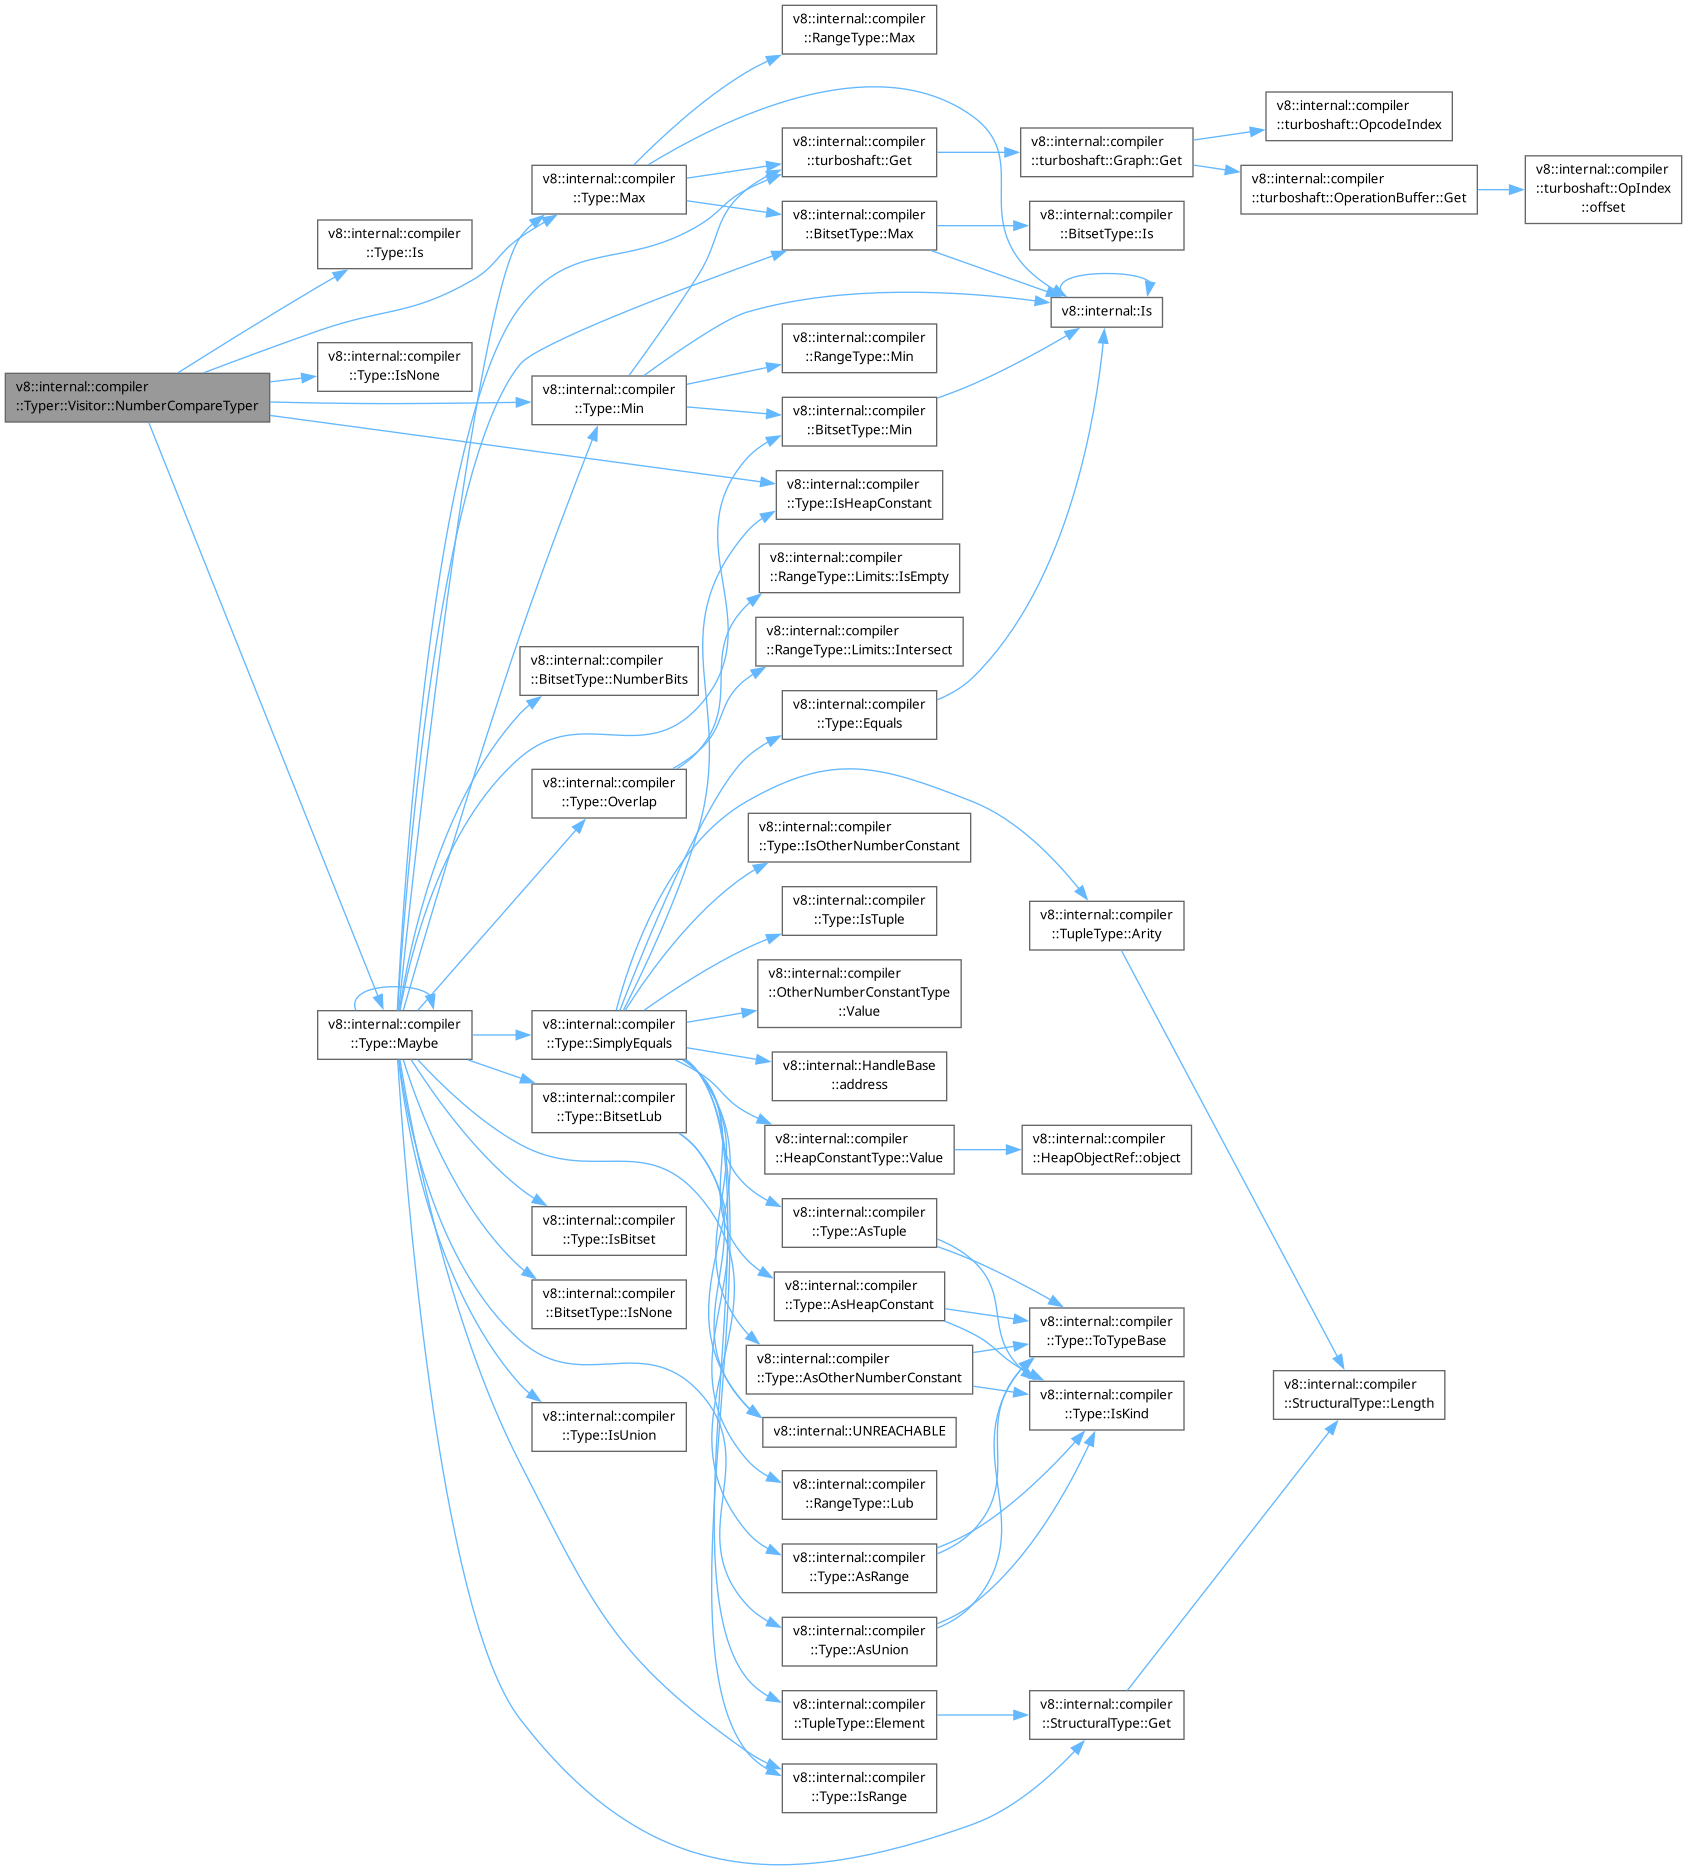 v8::internal::compiler
::Typer::Visitor::NumberCompareTyper
v8::internal::compiler
::Type::Is
v8::internal::compiler
::Type::IsNone
v8::internal::compiler
::Type::Maybe
v8::internal::compiler
::Type::Max
v8::internal::compiler
::Type::Min
v8::internal::compiler
::BitsetType::NumberBits
v8::internal::compiler
::Type::Overlap
v8::internal::compiler
::Type::SimplyEquals
v8::internal::compiler
::Type::BitsetLub
v8::internal::compiler
::Type::IsBitset
v8::internal::compiler
::BitsetType::IsNone
v8::internal::compiler
::Type::IsUnion
v8::internal::compiler
::RangeType::Max
v8::internal::compiler
::turboshaft::Get
v8::internal::compiler
::BitsetType::Max
v8::internal::compiler
::RangeType::Min
v8::internal::compiler
::BitsetType::Min
v8::internal::compiler
::Type::IsHeapConstant
v8::internal::compiler
::RangeType::Limits::IsEmpty
v8::internal::compiler
::RangeType::Limits::Intersect
v8::internal::compiler
::Type::Equals
v8::internal::compiler
::Type::IsOtherNumberConstant
v8::internal::compiler
::Type::IsTuple
v8::internal::compiler
::OtherNumberConstantType
::Value
v8::internal::HandleBase
::address
v8::internal::compiler
::HeapConstantType::Value
v8::internal::compiler
::Type::AsTuple
v8::internal::compiler
::Type::AsHeapConstant
v8::internal::compiler
::Type::AsOtherNumberConstant
v8::internal::UNREACHABLE
v8::internal::compiler
::RangeType::Lub
v8::internal::compiler
::Type::AsRange
v8::internal::compiler
::Type::AsUnion
v8::internal::compiler
::TupleType::Element
v8::internal::compiler
::Type::IsRange
v8::internal::compiler
::turboshaft::Graph::Get
v8::internal::compiler
::BitsetType::Is
v8::internal::Is
v8::internal::compiler
::TupleType::Arity
v8::internal::compiler
::HeapObjectRef::object
v8::internal::compiler
::Type::ToTypeBase
v8::internal::compiler
::Type::IsKind
v8::internal::compiler
::StructuralType::Get
v8::internal::compiler
::turboshaft::OpcodeIndex
v8::internal::compiler
::turboshaft::OperationBuffer::Get
v8::internal::compiler
::StructuralType::Length
v8::internal::compiler
::turboshaft::OpIndex
::offset